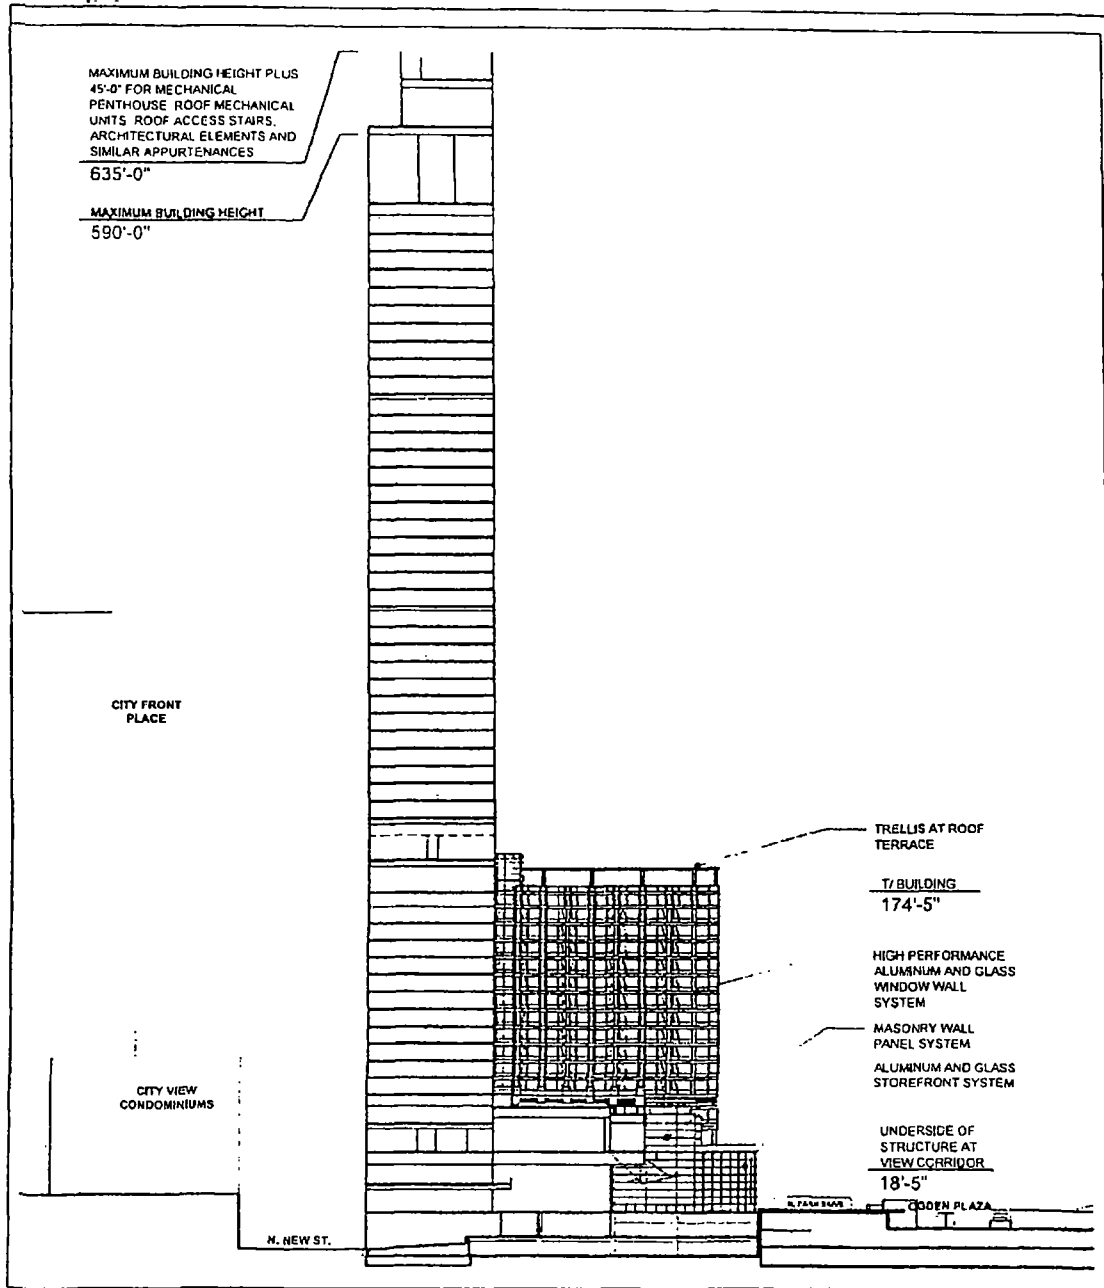 MAXIMUM BUILDING HEIGHT PLUS
45'-0" FOR MECHANICAL
PENTHOUSE ROOF MECHANICAL
UNITS ROOF ACCESS STAIRS,
ARCHITECTURAL ELEMENTS AND
SIMILAR APPURTENANCES
635'-0"
MAXIMUM BUILDING HEIGHT
590'-0"
CITY FRONT
PLACE
TRELLIS AT ROOF
TERRACE
T/ BUILDING
174'-5"
HIGH PERFORMANCE
ALUMINUM AND GLASS
WINDOW WALL
SYSTEM
MASONRY WALL
PANEL SYSTEM
ALUMINUM AND GLASS
STOREFRONT SYSTEM
CITY VIEW
CONDOMINIUMS
UNDERSIDE OF
STRUCTURE AT
VIEW CORRIDOR
18'-5"
N. PARK DRIVE
OGDEN PLAZA
N. NEW ST.